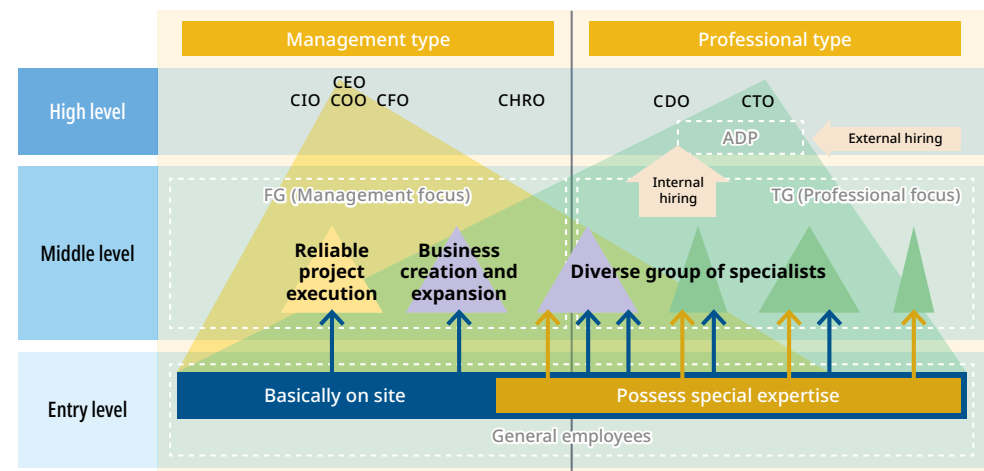 Management type
Professional type
High level
CEO
CIO COO CFO
CHRO
CDO
CTO
ADP
External hiring
Internal
hiring
Middle level
FG (Management focus)
TG (Professional focus)
Reliable
project
execution
Business
creation and
expansion
Diverse group of specialists
Entry level
Basically on site
Possess special expertise
General employees